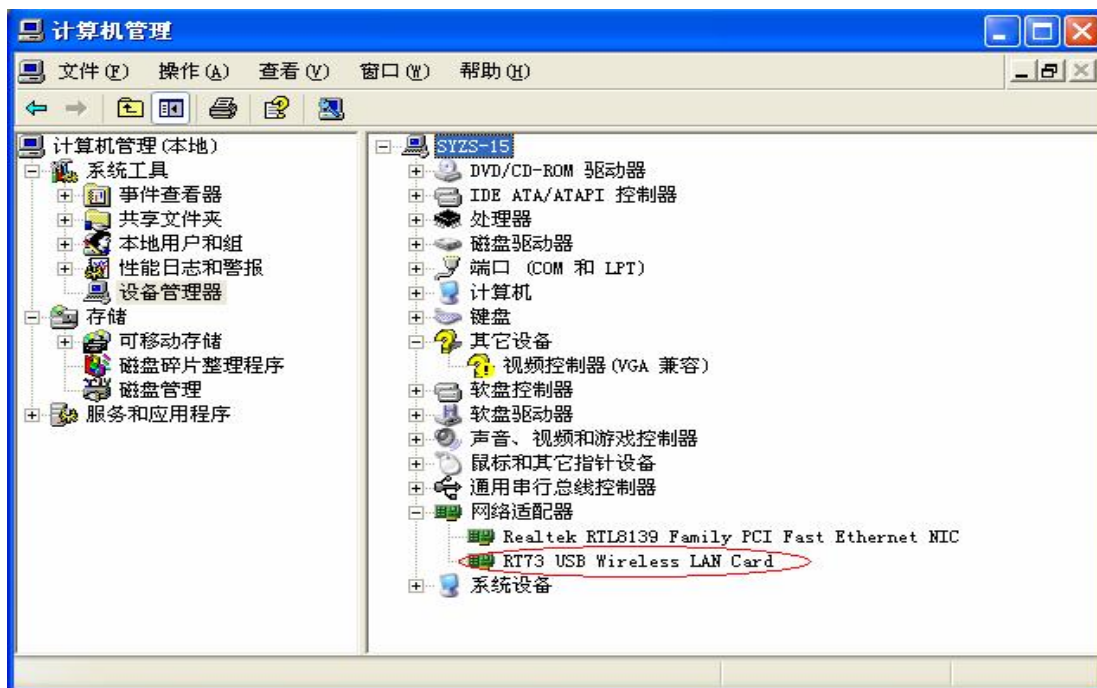 计算机管理
文件(F) 操作(A) 查看(V) 窗口(W) 帮助(H)
计算机管理(本地)
系统工具
事件查看器
共享文件夹
本地用户和组
性能日志和警报
设备管理器
存储
可移动存储
磁盘碎片整理程序
磁盘管理
服务和应用程序
SYZS-15
DVD/CD-ROM 驱动器
IDE ATA/ATAPI 控制器
处理器
磁盘驱动器
端口 (COM 和 LPT)
计算机
键盘
其它设备
视频控制器(VGA 兼容)
软盘控制器
软盘驱动器
声音、视频和游戏控制器
鼠标和其它指针设备
通用串行总线控制器
网络适配器
Realtek RTL8139 Family PCI Fast Ethernet NIC
RT73 USB Wireless LAN Card
系统设备